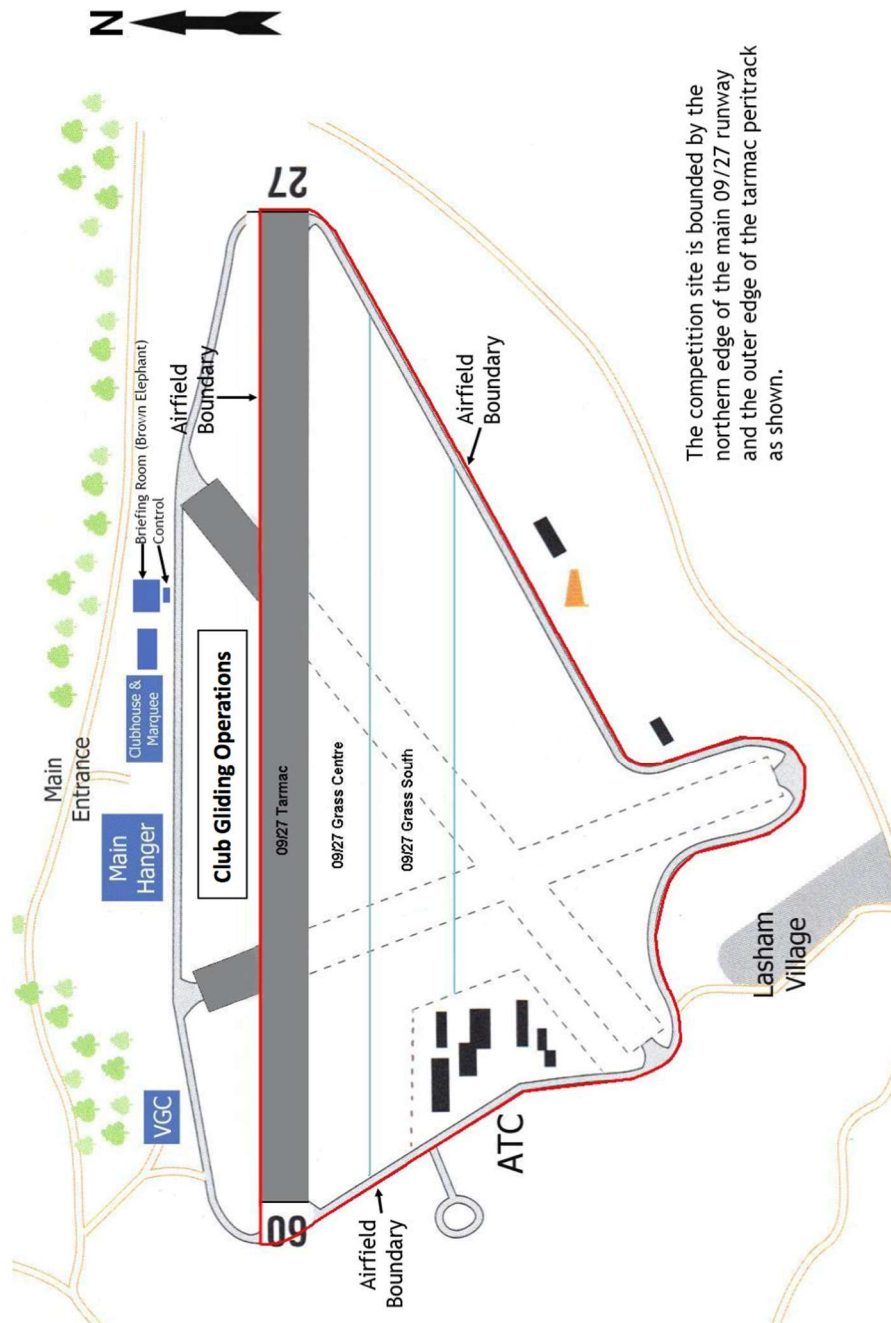 N
Main
Entrance
Briefing Room (Brown Elephant)
Control
Clubhouse &
Marquee
Main
Hanger
VGC
Airfield
Boundary
Club Gliding Operations
09
27
09/27 Tarmac
09/27 Grass Centre
09/27 Grass South
Airfield
Boundary
Airfield
Boundary
ATC
Lasham
Village
The competition site is bounded by the
northern edge of the main 09/27 runway
and the outer edge of the tarmac peritrack
as shown.